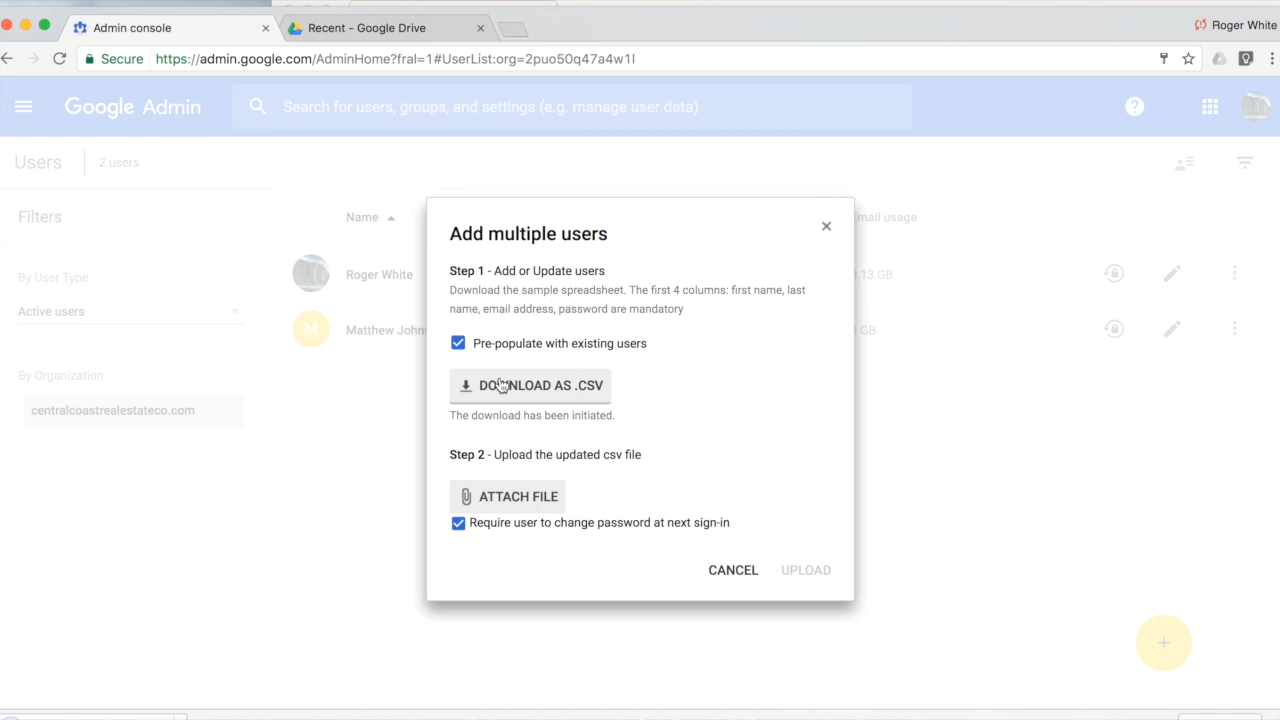 Admin console
Recent - Google Drive
Roger White
Secure https://admin.google.com/AdminHome?fral=1#UserList:org=2puo50q47a4w1l
Google Admin
Search for users, groups, and settings (e.g. manage user data)
Users
2 users
Filters
Name
Email usage
By User Type
Active users
Roger White
.13 GB
M
Matthew Johns
GB
By Organization
centralcoastrealestateco.com
Add multiple users
Step 1 - Add or Update users
Download the sample spreadsheet. The first 4 columns: first name, last
name, email address, password are mandatory
Pre-populate with existing users
DOWNLOAD AS .CSV
The download has been initiated.
Step 2 - Upload the updated csv file
ATTACH FILE
Require user to change password at next sign-in
CANCEL
UPLOAD